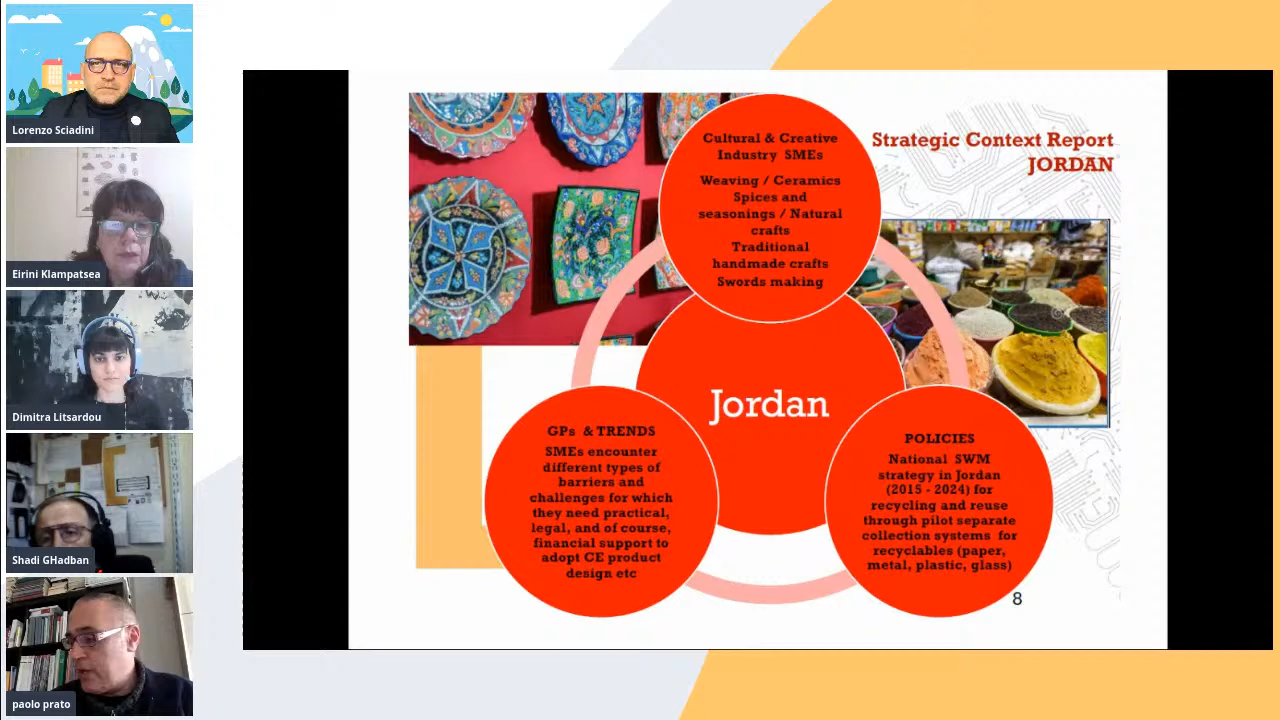 Lorenzo Sciadini
Eirini Klampatsea
Dimitra Litsardou
Shadi GHadban
paolo prato
Strategic Context Report
JORDAN
Cultural & Creative
Industry SMEs
Weaving / Ceramics
Spices and
seasonings / Natural
crafts
Traditional
handmade crafts
Swords making
Jordan
GPs & TRENDS
SMEs encounter
different types of
barriers and
challenges for which
they need practical,
legal, and of course,
financial support to
adopt CE product
design etc
POLICIES
National SWM
strategy in Jordan
(2015 - 2024) for
recycling and reuse
through pilot separate
collection systems for
recyclables (paper,
metal, plastic, glass)
8